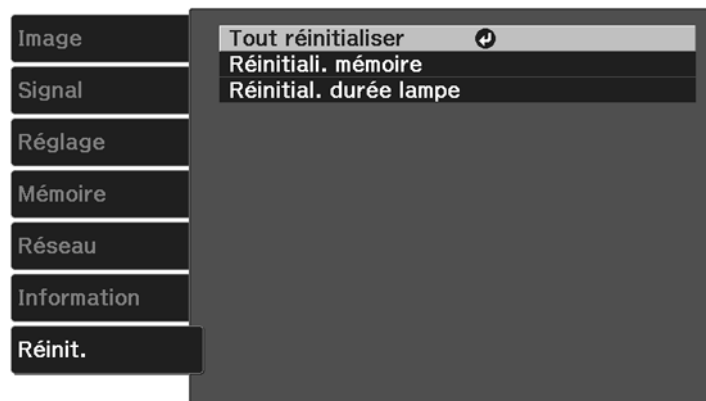 Image
Signal
Réglage
Mémoire
Réseau
Information
Réinit.
Tout réinitialiser
Réinitiali. mémoire
Réinitial. durée lampe